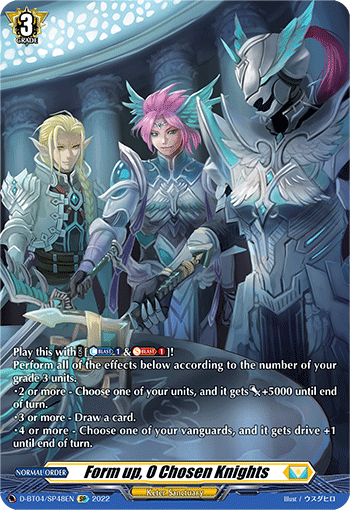 3
GRADE
Play this with COST [BLAST 1 & BLAST 1]!
Perform all of the effects below according to the number of your
grade 3 units.
•2 or more - Choose one of your units, and it gets +5000 until end
of turn.
•3 or more - Draw a card.
•4 or more - Choose one of your vanguards, and it gets drive +1
until end of turn.
NORMAL ORDER
Form up, O Chosen Knights
Keter Sanctuary
D-BT04/SP48EN SP 2022
Illust / ウスダヒロ